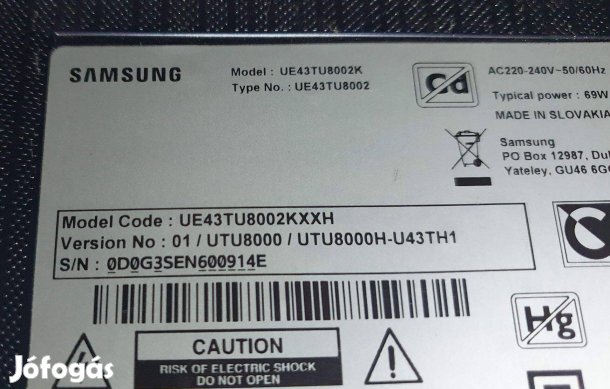 SAMSUNG
Model : UE43TU8002K
Type No. : UE43TU8002
Cd
AC220-240V~50/60Hz
Typical power : 69W
MADE IN SLOVAKIA
Samsung
PO Box 12987,
Yateley, GU46
Model Code : UE43TU8002KXXH
Version No : 01 / UTU8000 / UTU8000H-U43TH1
S/N : 0D0G3SEN600914E
Hg
CAUTION
RISK OF ELECTRIC SHOCK
DO NOT OPEN
Jófogás